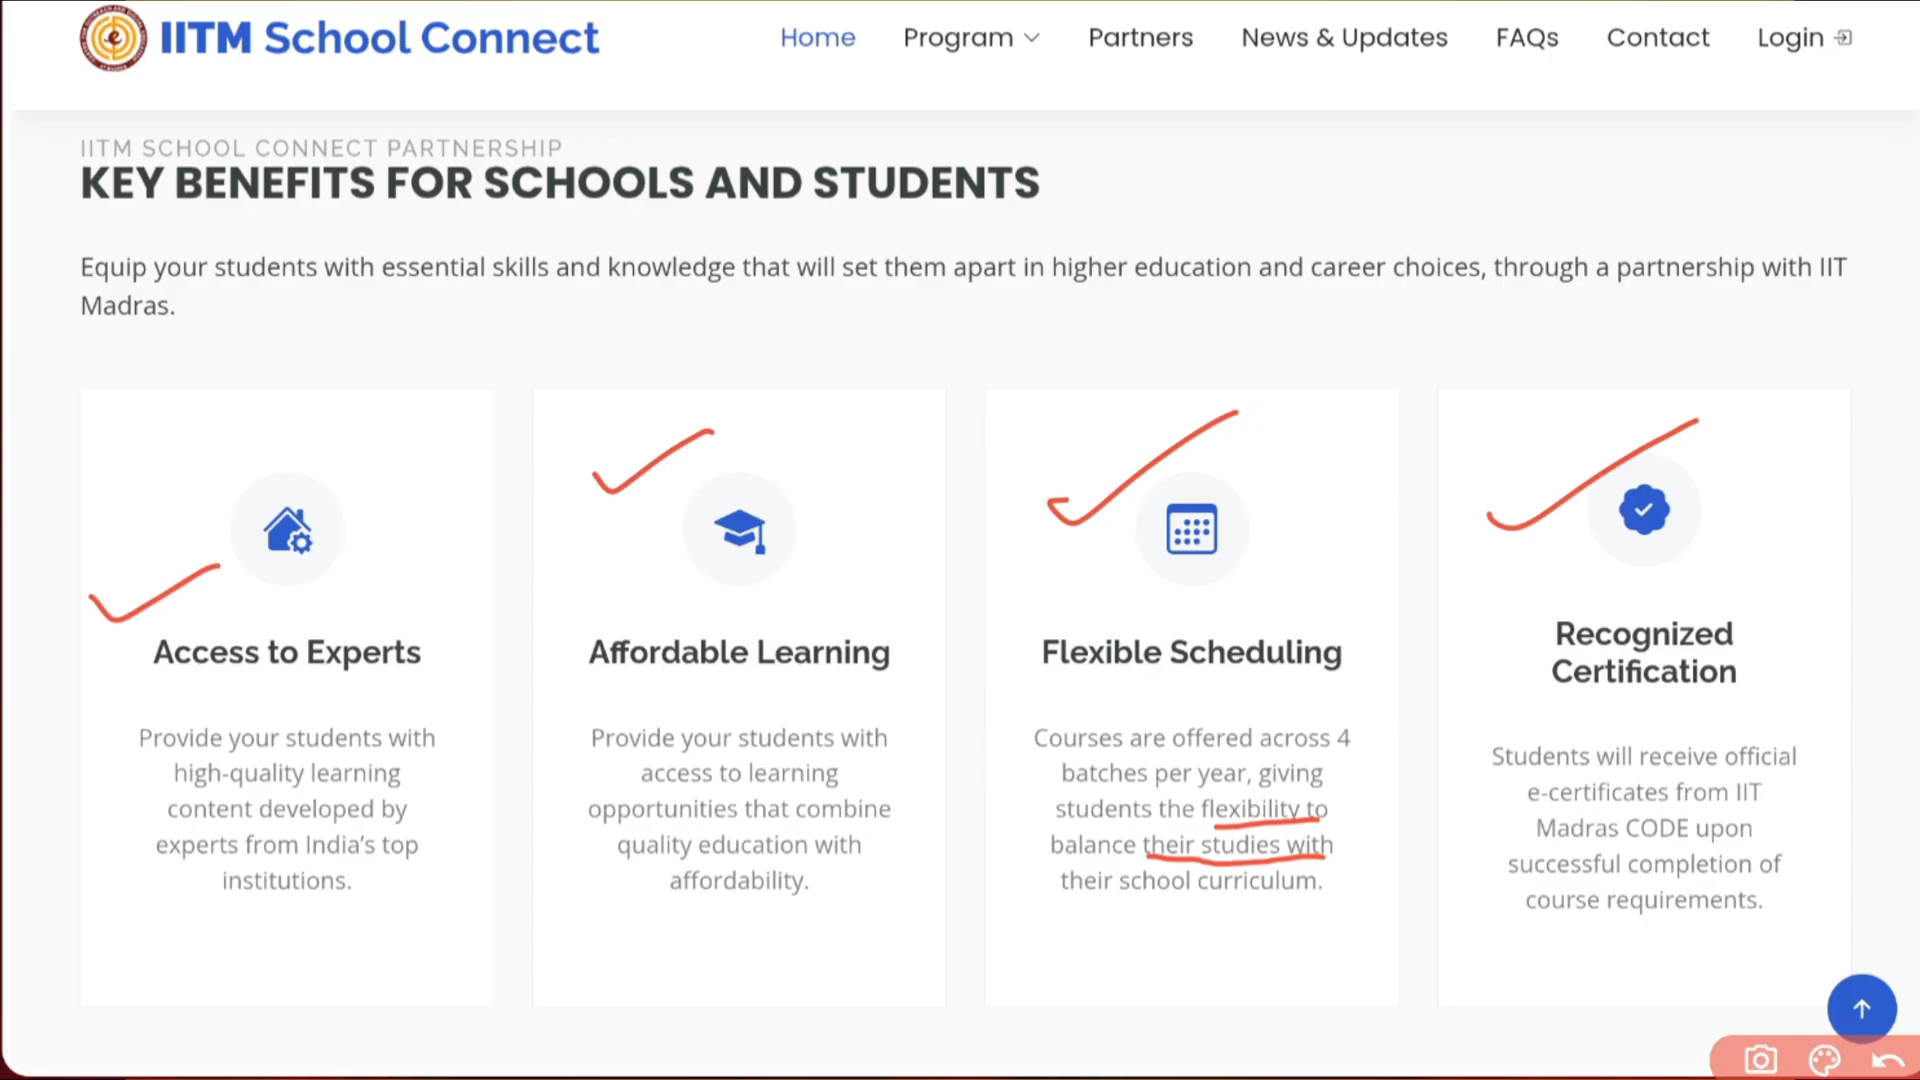 IITM School Connect
Home Program Partners News & Updates FAQs Contact Login
IITM SCHOOL CONNECT PARTNERSHIP
KEY BENEFITS FOR SCHOOLS AND STUDENTS
Equip your students with essential skills and knowledge that will set them apart in higher education and career choices, through a partnership with IIT
Madras.
Access to Experts
Provide your students with
high-quality learning
content developed by
experts from India's top
institutions.
Affordable Learning
Provide your students with
access to learning
opportunities that combine
quality education with
affordability.
Flexible Scheduling
Courses are offered across 4
batches per year, giving
students the flexibility to
balance their studies with
their school curriculum.
Recognized
Certification
Students will receive official
e-certificates from IIT
Madras CODE upon
successful completion of
course requirements.